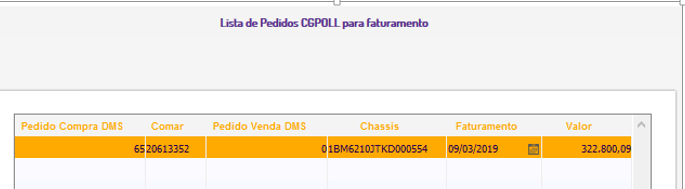 Lista de Pedidos CGPOLL para faturamento
Pedido Compra DMS Comar Pedido Venda DMS Chassis Faturamento Valor
65 20613352 01BM6210JTKD000554 09/03/2019 322.800,09